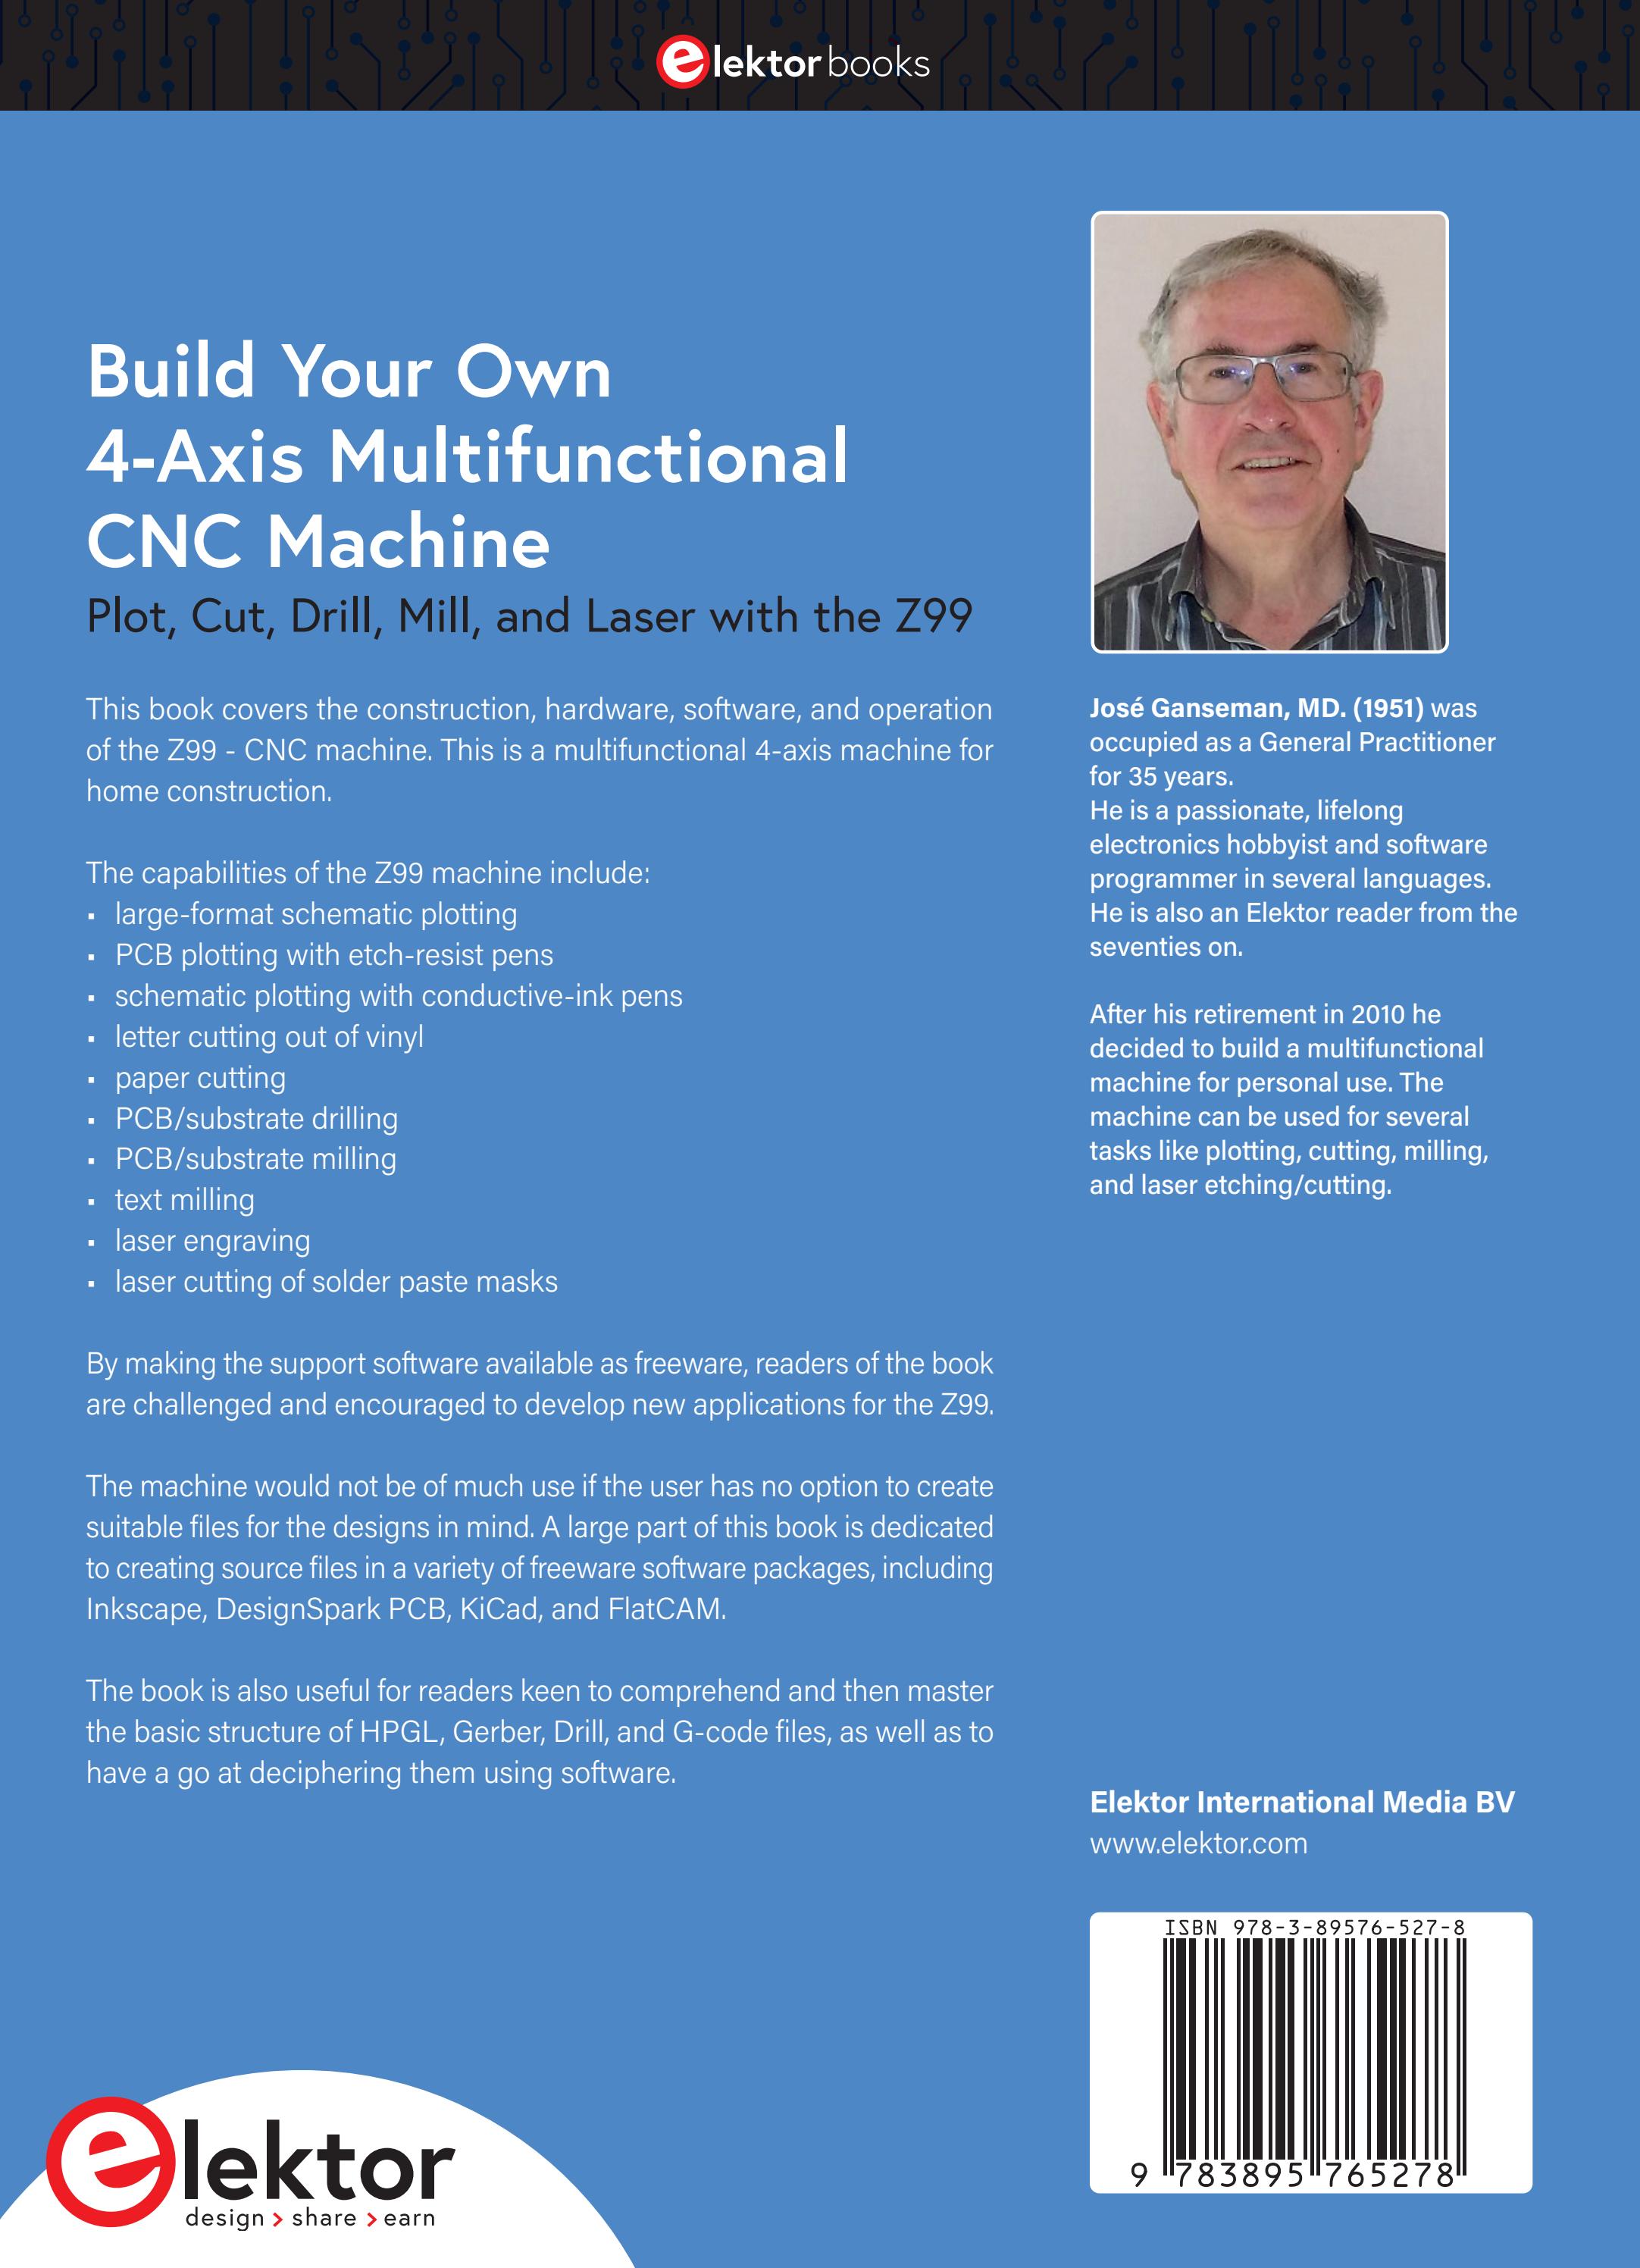 elektor books
Build Your Own
4-Axis Multifunctional
CNC Machine
Plot, Cut, Drill, Mill, and Laser with the Z99
This book covers the construction, hardware, software, and operation
of the Z99 - CNC machine. This is a multifunctional 4-axis machine for
home construction.
The capabilities of the Z99 machine include:
▪ large-format schematic plotting
▪ PCB plotting with etch-resist pens
▪ schematic plotting with conductive-ink pens
▪ letter cutting out of vinyl
▪ paper cutting
▪ PCB/substrate drilling
▪ PCB/substrate milling
▪ text milling
▪ laser engraving
▪ laser cutting of solder paste masks
By making the support software available as freeware, readers of the book
are challenged and encouraged to develop new applications for the Z99.
The machine would not be of much use if the user has no option to create
suitable files for the designs in mind. A large part of this book is dedicated
to creating source files in a variety of freeware software packages, including
Inkscape, DesignSpark PCB, KiCad, and FlatCAM.
The book is also useful for readers keen to comprehend and then master
the basic structure of HPGL, Gerber, Drill, and G-code files, as well as to
have a go at deciphering them using software.
José Ganseman, MD. (1951) was
occupied as a General Practitioner
for 35 years.
He is a passionate, lifelong
electronics hobbyist and software
programmer in several languages.
He is also an Elektor reader from the
seventies on.
After his retirement in 2010 he
decided to build a multifunctional
machine for personal use. The
machine can be used for several
tasks like plotting, cutting, milling,
and laser etching/cutting.
Elektor International Media BV
www.elektor.com
ISBN 978-3-89576-527-8
9 783895 765278
elektor
design > share > earn